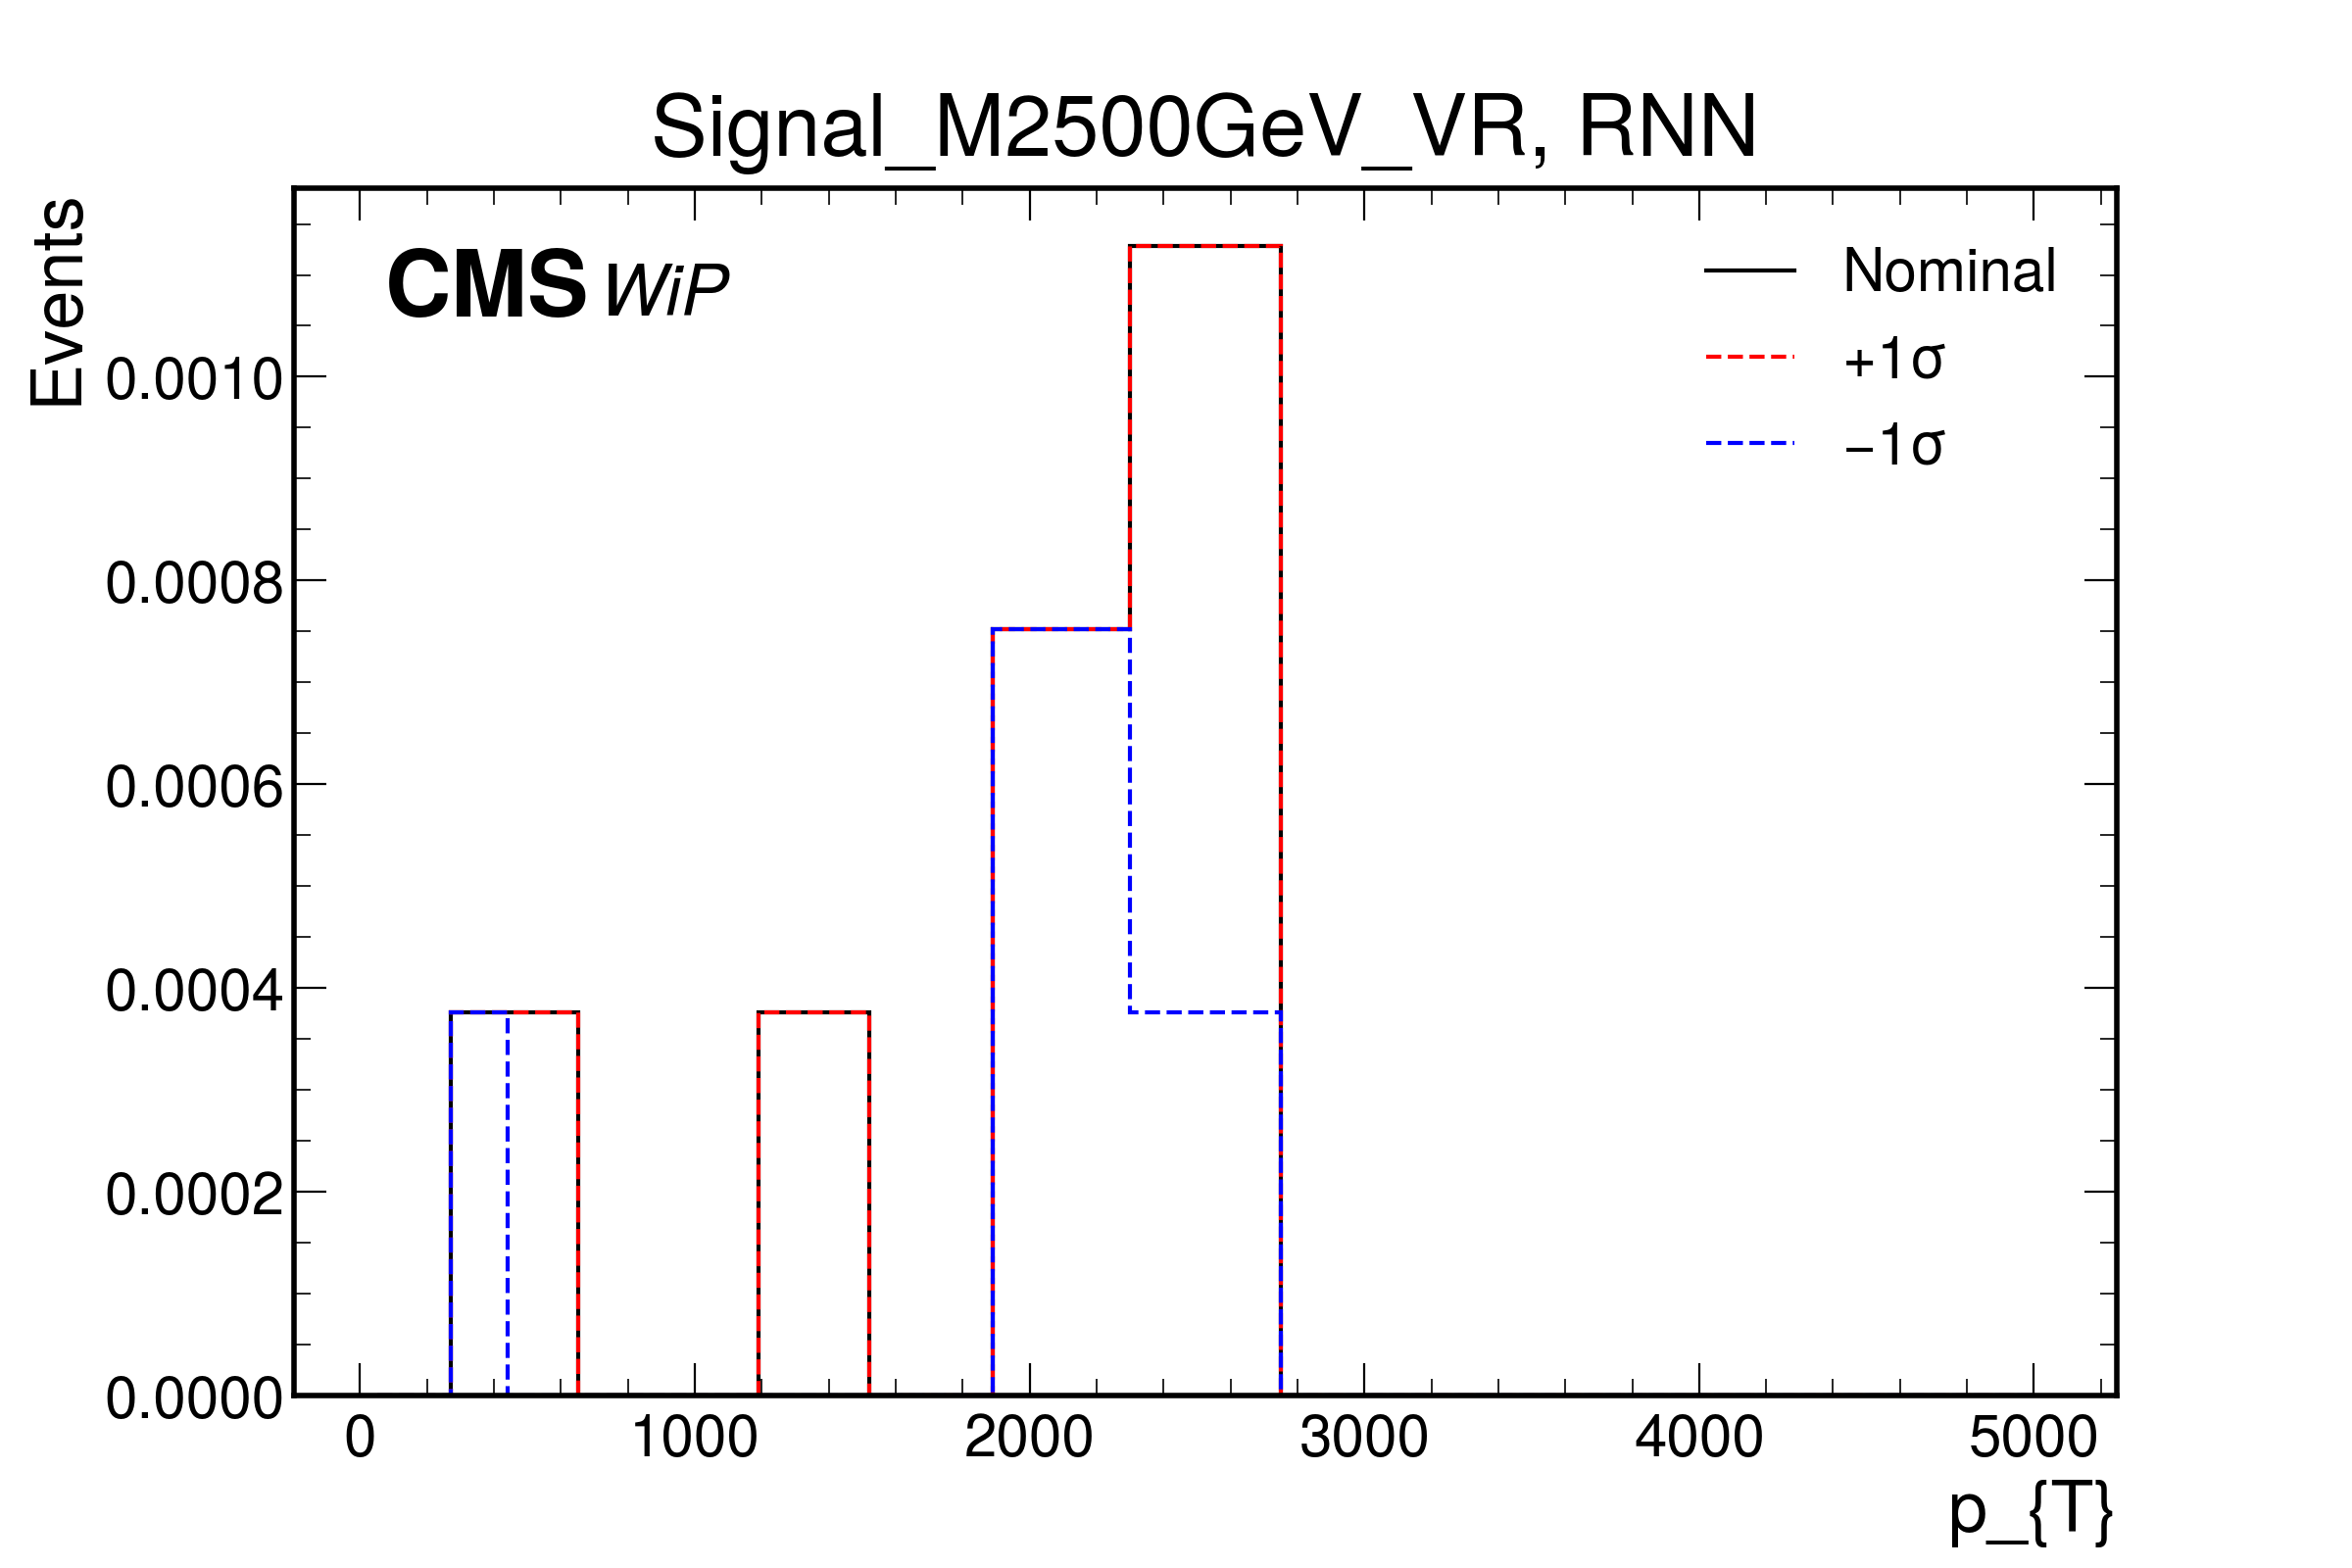 Signal_M2500GeV_VR, RNN
Events
CMS WiP
Nominal
+1σ
−1σ
0.0010
0.0008
0.0006
0.0004
0.0002
0.0000
0 1000 2000 3000 4000 5000
p_{T}